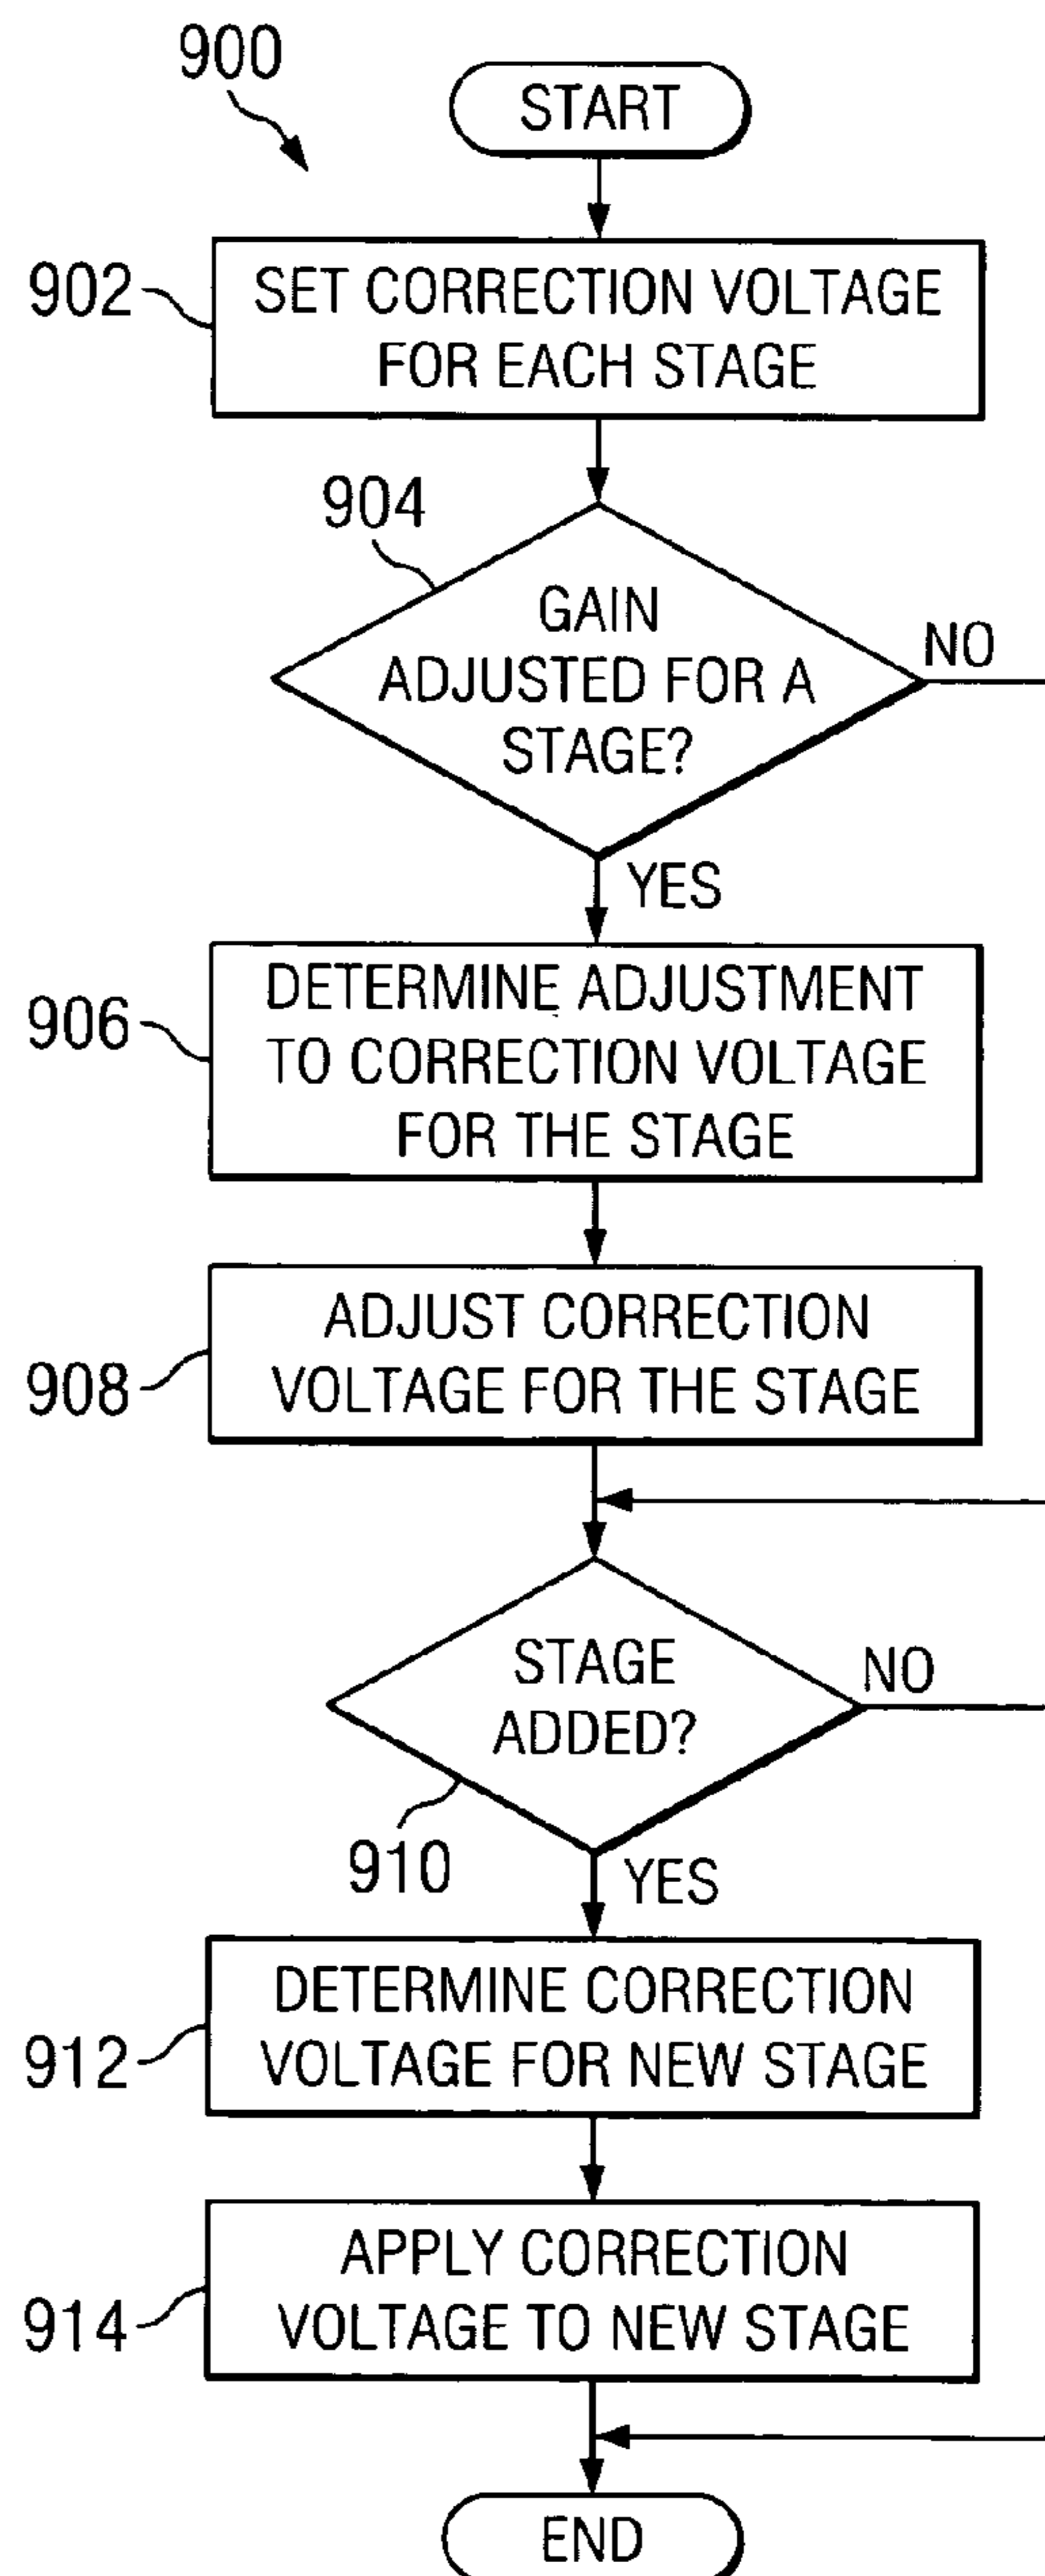 900
START
902
SET CORRECTION VOLTAGE
FOR EACH STAGE
904
GAIN
ADJUSTED FOR A
STAGE?
NO
YES
906
DETERMINE ADJUSTMENT
TO CORRECTION VOLTAGE
FOR THE STAGE
908
ADJUST CORRECTION
VOLTAGE FOR THE STAGE
STAGE
ADDED?
NO
910
YES
912
DETERMINE CORRECTION
VOLTAGE FOR NEW STAGE
914
APPLY CORRECTION
VOLTAGE TO NEW STAGE
END